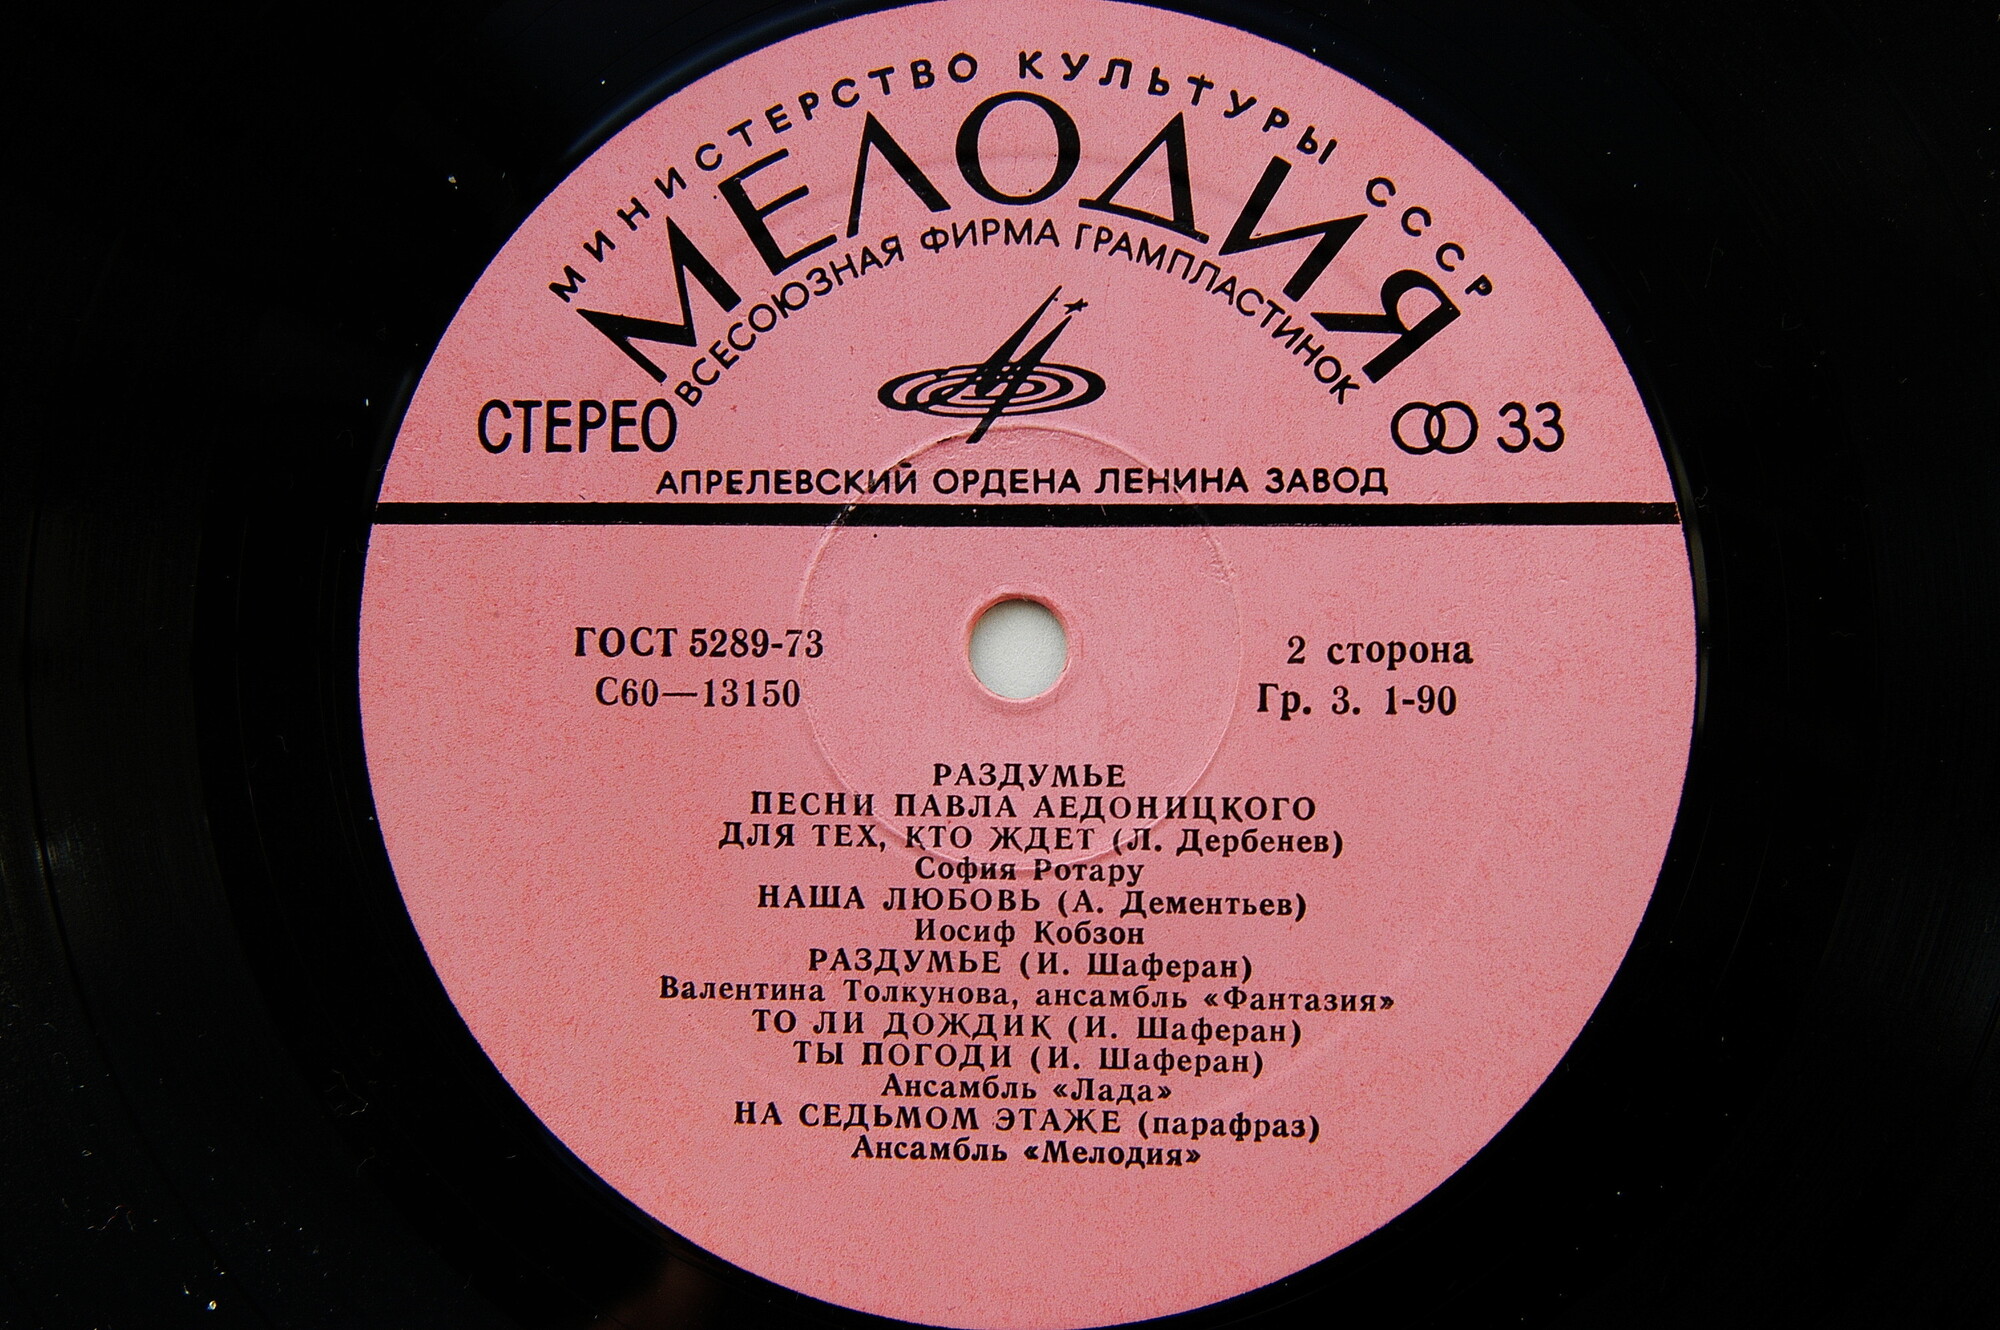 МИНИСТЕРСТВО КУЛЬТУРЫ СССР
МЕЛОДИЯ
ВСЕСОЮЗНАЯ ФИРМА ГРАМПЛАСТИНОК
СТЕРЕО
33
АПРЕЛЕВСКИЙ ОРДЕНА ЛЕНИНА ЗАВОД
ГОСТ 5289-73
2 сторона
С60—13150
Гр. 3. 1-90
РАЗДУМЬЕ
ПЕСНИ ПАВЛА АЕДОНИЦКОГО
ДЛЯ ТЕХ, КТО ЖДЕТ (Л. Дербенев)
София Ротару
НАША ЛЮБОВЬ (А. Дементьев)
Иосиф Кобзон
РАЗДУМЬЕ (И. Шаферан)
Валентина Толкунова, ансамбль «Фантазия»
ТО ЛИ ДОЖДИК (И. Шаферан)
ТЫ ПОГОДИ (И. Шаферан)
Ансамбль «Лада»
НА СЕДЬМОМ ЭТАЖЕ (парафраз)
Ансамбль «Мелодия»